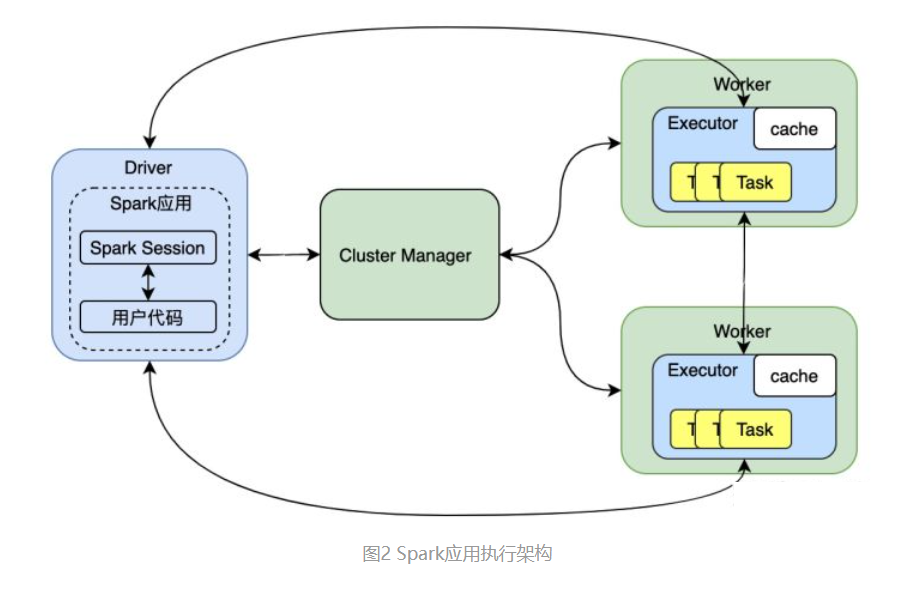 Driver
Spark应用
Spark Session
用户代码
Cluster Manager
Worker
Executor
cache
T
T
Task
Worker
Executor
cache
T
T
Task
图2 Spark应用执行架构